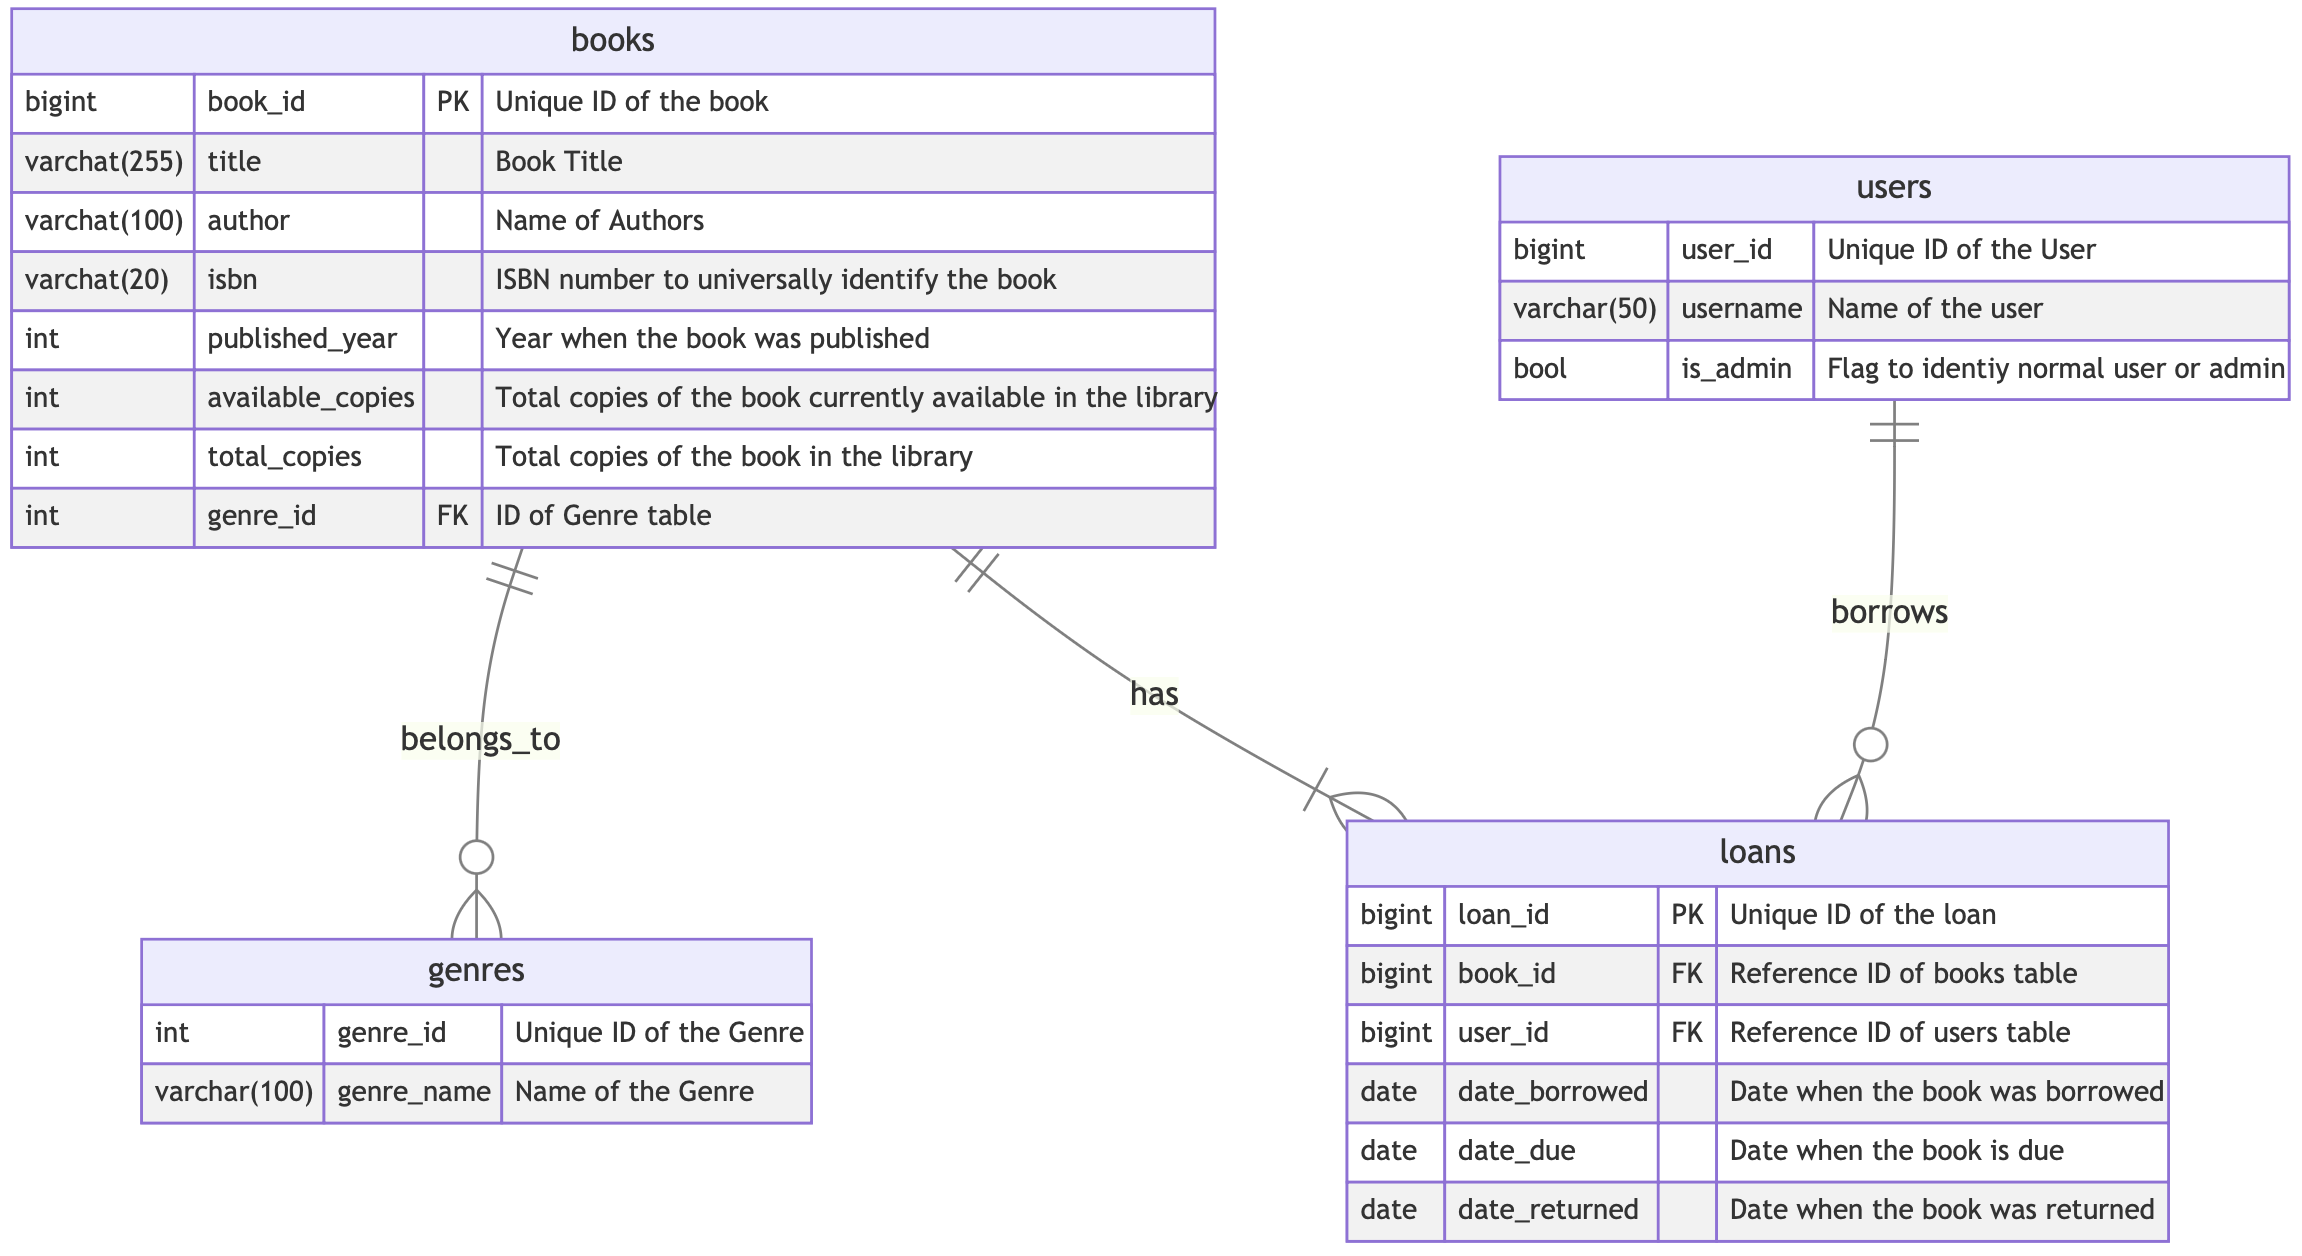 books
bigint book_id PK Unique ID of the book
varchat(255) title Book Title
varchat(100) author Name of Authors
varchat(20) isbn ISBN number to universally identify the book
int published_year Year when the book was published
int available_copies Total copies of the book currently available in the library
int total_copies Total copies of the book in the library
int genre_id FK ID of Genre table
users
bigint user_id Unique ID of the User
varchar(50) username Name of the user
bool is_admin Flag to identiy normal user or admin
borrows
has
belongs_to
genres
int genre_id Unique ID of the Genre
varchar(100) genre_name Name of the Genre
loans
bigint loan_id PK Unique ID of the loan
bigint book_id FK Reference ID of books table
bigint user_id FK Reference ID of users table
date date_borrowed Date when the book was borrowed
date date_due Date when the book is due
date date_returned Date when the book was returned